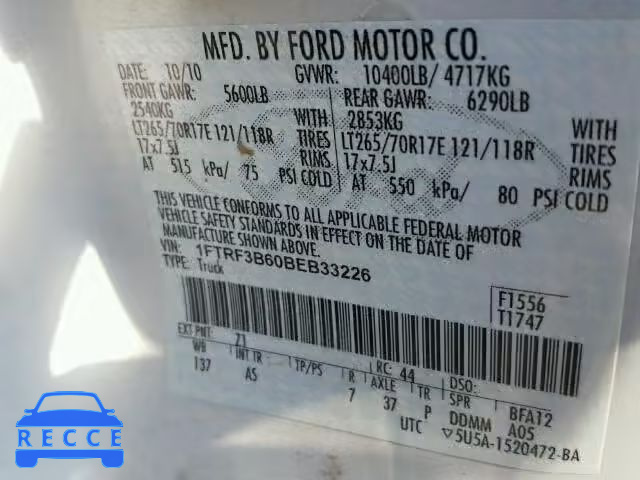 MFD. BY FORD MOTOR CO.
DATE: 10/10 GVWR: 10400LB/ 4717KG
FRONT GAWR: 5600LB REAR GAWR: 6290LB
2540KG WITH 2853KG WITH
LT265/70R17E 121/118R TIRES LT265/70R17E 121/118R TIRES
17x7.5J RIMS 17x7.5J RIMS
AT 515 kPa/ 75 PSI COLD AT 550 kPa/ 80 PSI COLD
THIS VEHICLE CONFORMS TO ALL APPLICABLE FEDERAL MOTOR
VEHICLE SAFETY STANDARDS IN EFFECT ON THE DATE OF
MANUFACTURE SHOWN ABOVE.
VIN: 1FTRF3B60BEB33226
TYPE: Truck
F1556
T1747
EXT PNT: Z1 RC: 44 DSO:
WB INT TR TP/PS R AXLE TR SPR BFA12
137 AS 7 37 P DDMM A05
UTC ▽5U5A-1520472-BA
AUTO
BID.PLUS